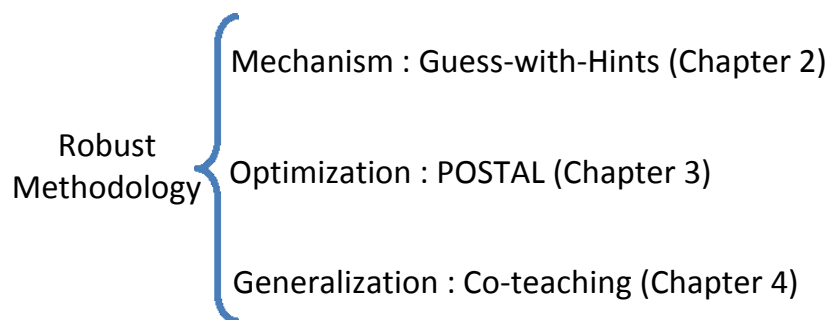 Robust
Methodology
Mechanism : Guess-with-Hints (Chapter 2)
Optimization : POSTAL (Chapter 3)
Generalization : Co-teaching (Chapter 4)